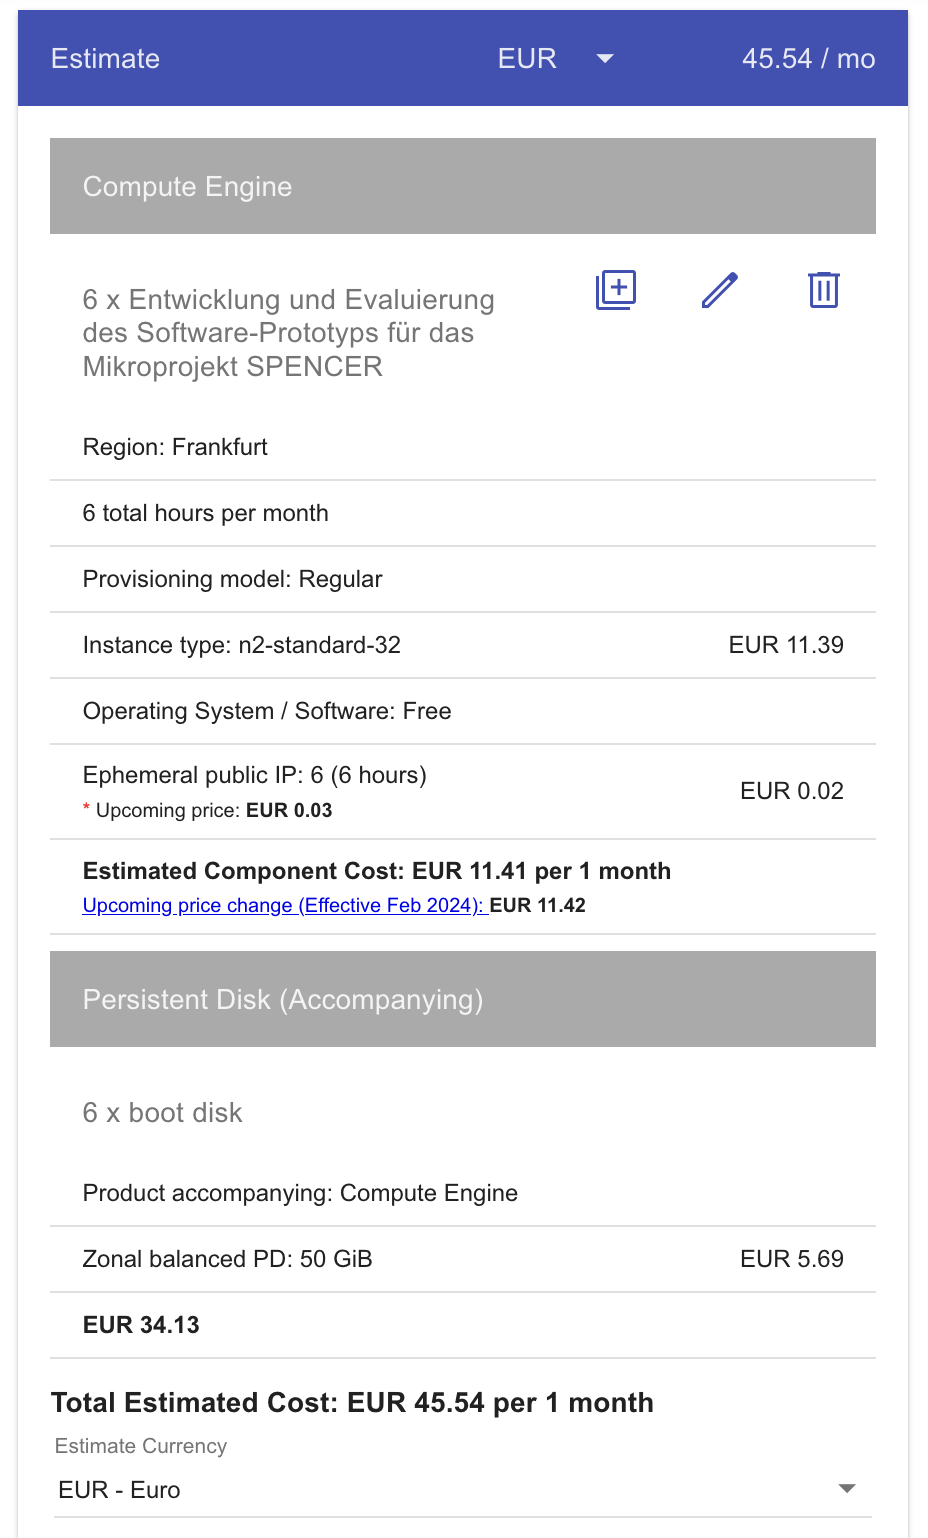 Estimate EUR 45.54 / mo
Compute Engine
6 x Entwicklung und Evaluierung
des Software-Prototyps für das
Mikroprojekt SPENCER
Region: Frankfurt
6 total hours per month
Provisioning model: Regular
Instance type: n2-standard-32 EUR 11.39
Operating System / Software: Free
Ephemeral public IP: 6 (6 hours) EUR 0.02
* Upcoming price: EUR 0.03
Estimated Component Cost: EUR 11.41 per 1 month
Upcoming price change (Effective Feb 2024): EUR 11.42
Persistent Disk (Accompanying)
6 x boot disk
Product accompanying: Compute Engine
Zonal balanced PD: 50 GiB EUR 5.69
EUR 34.13
Total Estimated Cost: EUR 45.54 per 1 month
Estimate Currency
EUR - Euro